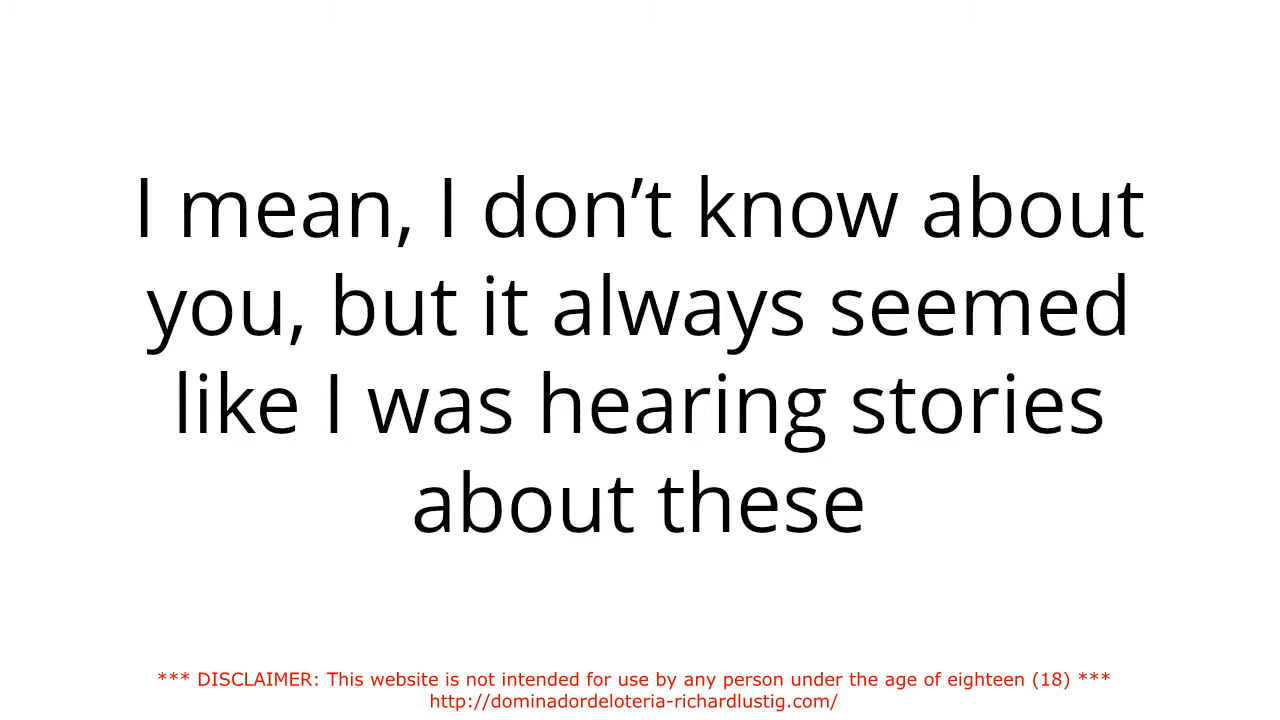 I mean, I don’t know about
you, but it always seemed
like I was hearing stories
about these
*** DISCLAIMER: This website is not intended for use by any person under the age of eighteen (18) ***
http://dominadordeloteria-richardlustig.com/